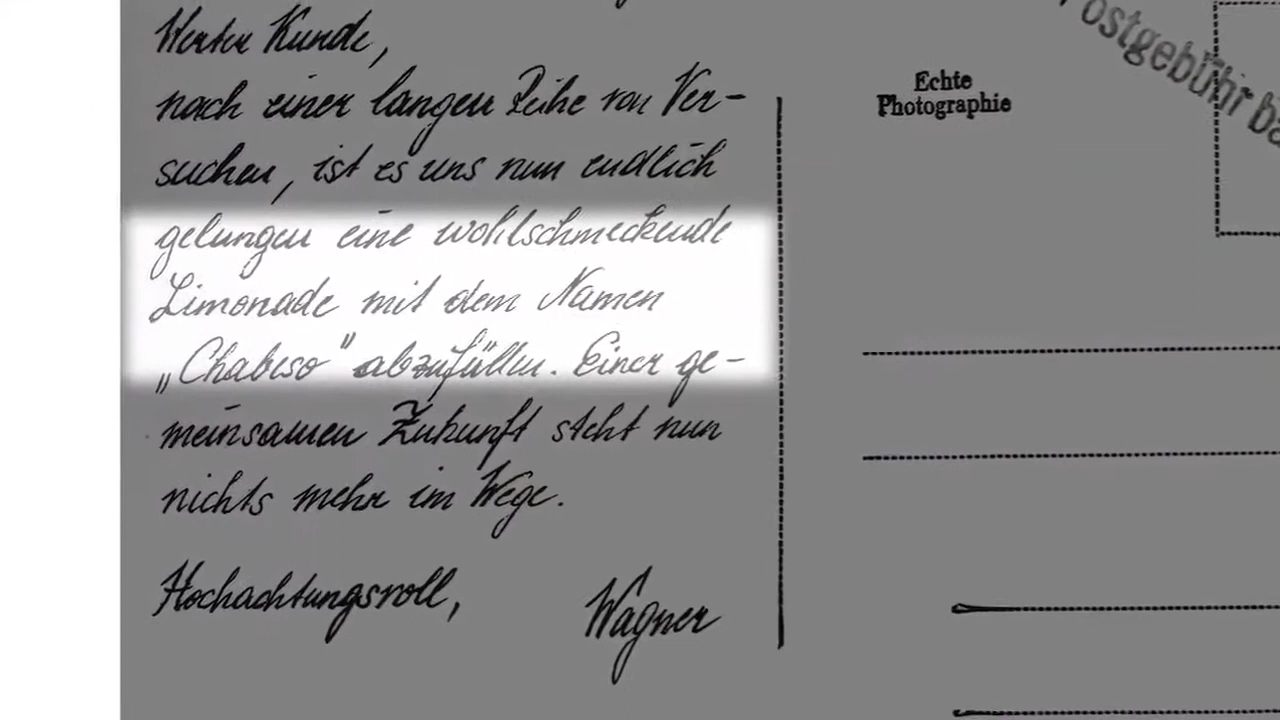 Werter Kunde,
nach einer langen Reihe von Ver-
suchen, ist es uns nun endlich
gelungen eine wohlschmeckende
Limonade mit dem Namen
„Chabeso" abzufüllen. Einer ge-
meinsamen Zukunft steht nun
nichts mehr im Wege.
Hochachtungsvoll,
Wagner
Echte
Photographie
Postgebühr